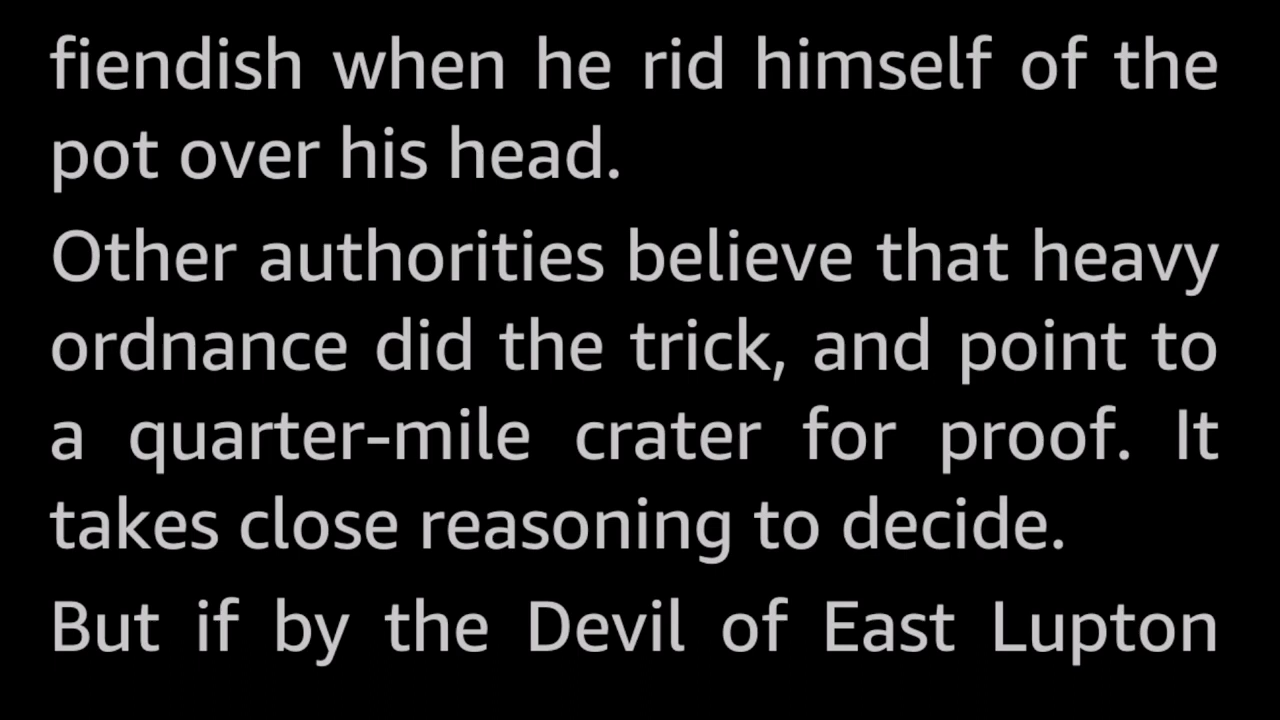 fiendish when he rid himself of the
pot over his head.
Other authorities believe that heavy
ordnance did the trick, and point to
a quarter-mile crater for proof. It
takes close reasoning to decide.
But if by the Devil of East Lupton